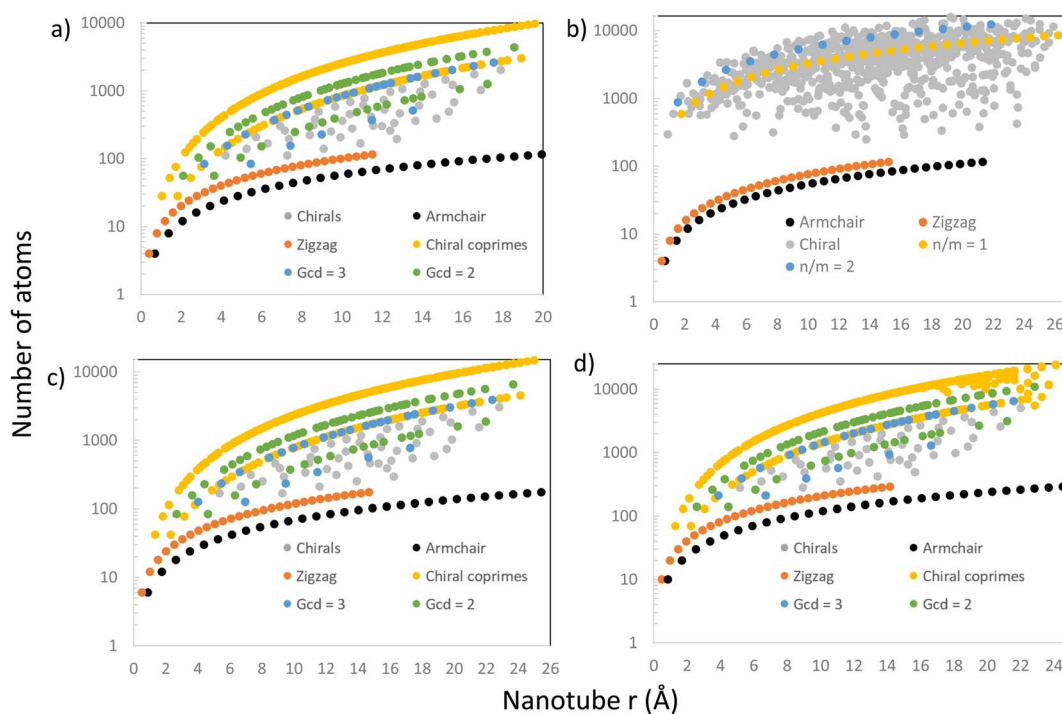 a)
10000
1000
100
10
1
0 2 4 6 8 10 12 14 16 18 20
Chirals Armchair
Zigzag Chiral coprimes
Gcd = 3 Gcd = 2
b)
10000
1000
100
10
1
0 2 4 6 8 10 12 14 16 18 20 22 24 26
Armchair Zigzag
Chiral n/m = 1
n/m = 2
Number of atoms
c)
10000
1000
100
10
1
0 2 4 6 8 10 12 14 16 18 20 22 24 26
Chirals Armchair
Zigzag Chiral coprimes
Gcd = 3 Gcd = 2
d)
10000
1000
100
10
1
0 2 4 6 8 10 12 14 16 18 20 22 24
Chirals Armchair
Zigzag Chiral coprimes
Gcd = 3 Gcd = 2
Nanotube r (Å)